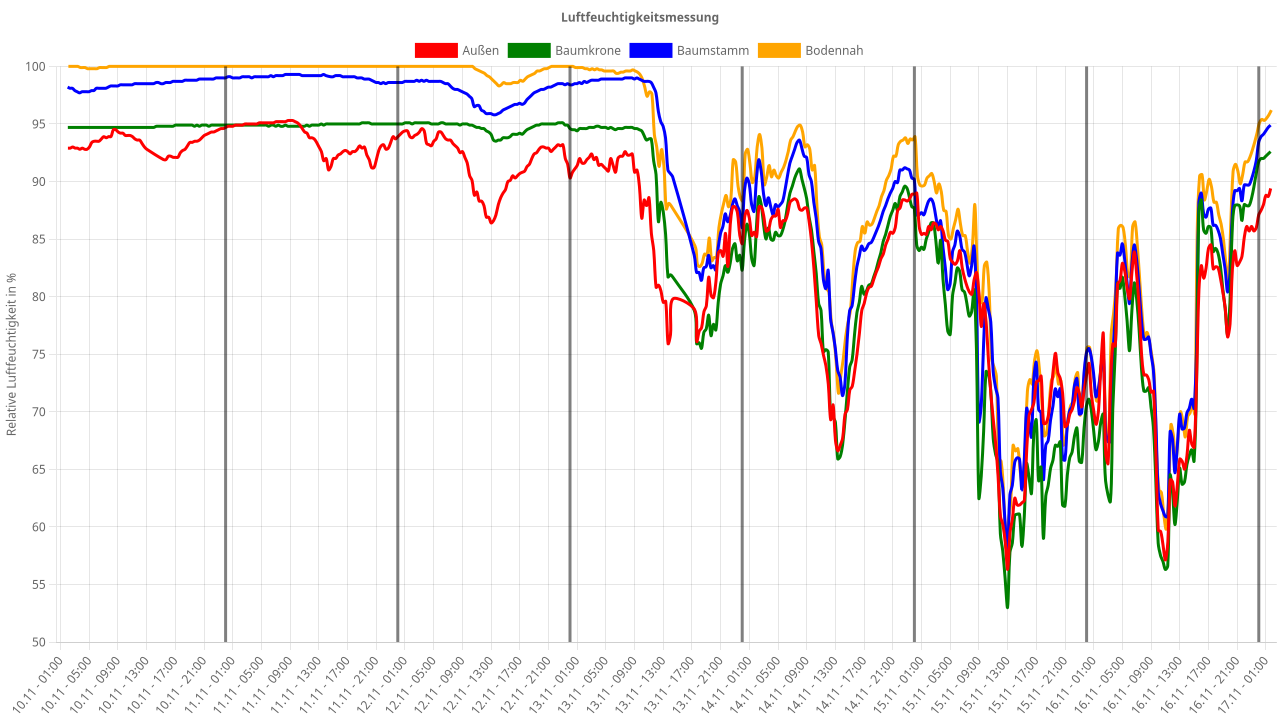 Luftfeuchtigkeitsmessung
Außen Baumkrone Baumstamm Bodennah
Relative Luftfeuchtigkeit in %
100
95
90
85
80
75
70
65
60
55
50
10.11 - 01:00
10.11 - 05:00
10.11 - 09:00
10.11 - 13:00
10.11 - 17:00
10.11 - 21:00
11.11 - 01:00
11.11 - 05:00
11.11 - 09:00
11.11 - 13:00
11.11 - 17:00
11.11 - 21:00
12.11 - 01:00
12.11 - 05:00
12.11 - 09:00
12.11 - 13:00
12.11 - 17:00
12.11 - 21:00
13.11 - 01:00
13.11 - 05:00
13.11 - 09:00
13.11 - 13:00
13.11 - 17:00
13.11 - 21:00
14.11 - 01:00
14.11 - 05:00
14.11 - 09:00
14.11 - 13:00
14.11 - 17:00
14.11 - 21:00
15.11 - 01:00
15.11 - 05:00
15.11 - 09:00
15.11 - 13:00
15.11 - 17:00
15.11 - 21:00
16.11 - 01:00
16.11 - 05:00
16.11 - 09:00
16.11 - 13:00
16.11 - 17:00
16.11 - 21:00
17.11 - 01:00